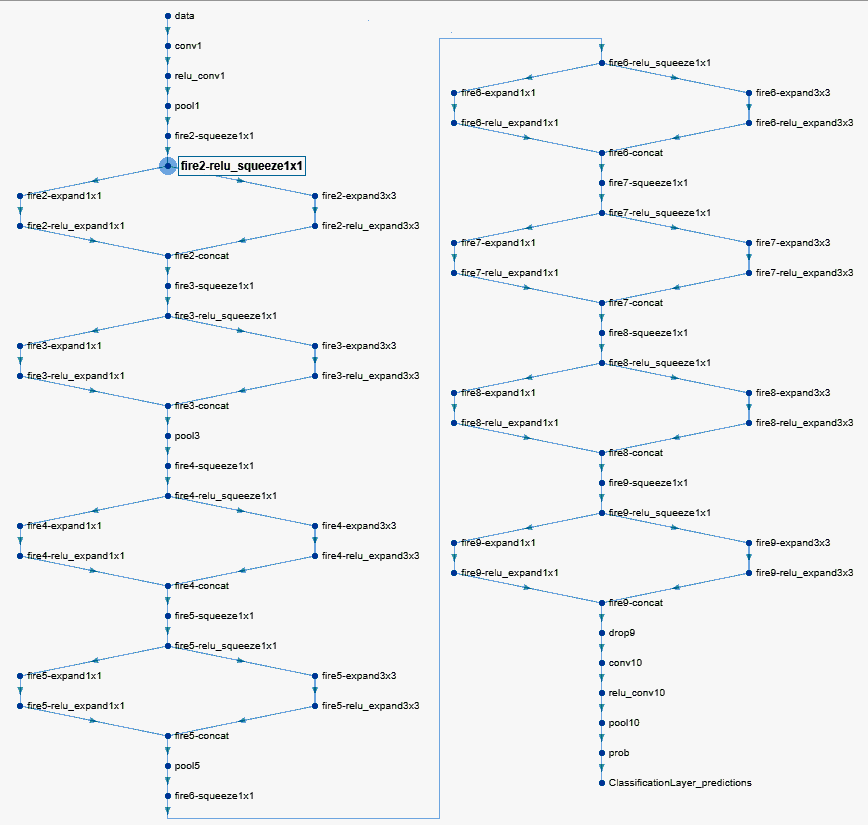 data
conv1
relu_conv1
pool1
fire2-squeeze1x1
fire2-relu_squeeze1x1
fire2-expand1x1
fire2-expand3x3
fire2-relu_expand1x1
fire2-relu_expand3x3
fire2-concat
fire3-squeeze1x1
fire3-relu_squeeze1x1
fire3-expand1x1
fire3-expand3x3
fire3-relu_expand1x1
fire3-relu_expand3x3
fire3-concat
pool3
fire4-squeeze1x1
fire4-relu_squeeze1x1
fire4-expand1x1
fire4-expand3x3
fire4-relu_expand1x1
fire4-relu_expand3x3
fire4-concat
fire5-squeeze1x1
fire5-relu_squeeze1x1
fire5-expand1x1
fire5-expand3x3
fire5-relu_expand1x1
fire5-relu_expand3x3
fire5-concat
pool5
fire6-squeeze1x1
fire6-relu_squeeze1x1
fire6-expand1x1
fire6-expand3x3
fire6-relu_expand1x1
fire6-relu_expand3x3
fire6-concat
fire7-squeeze1x1
fire7-relu_squeeze1x1
fire7-expand1x1
fire7-expand3x3
fire7-relu_expand1x1
fire7-relu_expand3x3
fire7-concat
fire8-squeeze1x1
fire8-relu_squeeze1x1
fire8-expand1x1
fire8-expand3x3
fire8-relu_expand1x1
fire8-relu_expand3x3
fire8-concat
fire9-squeeze1x1
fire9-relu_squeeze1x1
fire9-expand1x1
fire9-expand3x3
fire9-relu_expand1x1
fire9-relu_expand3x3
fire9-concat
drop9
conv10
relu_conv10
pool10
prob
ClassificationLayer_predictions